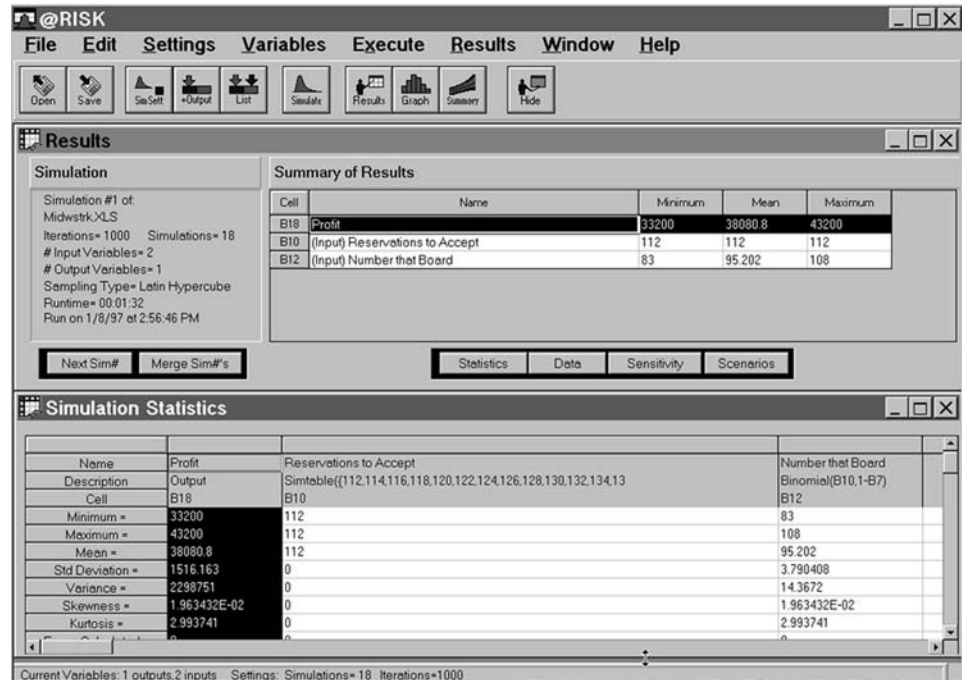 @RISK
File Edit Settings Variables Execute Results Window Help
Open Save SimSett +Output List Simulate Results Graph Summary Hide
Results
Simulation
Simulation #1 of:
Midwstrk.XLS
Iterations= 1000 Simulations= 18
# Input Variables= 2
# Output Variables= 1
Sampling Type= Latin Hypercube
Runtime= 00:01:32
Run on 1/8/97 at 2:56:46 PM
Summary of Results
Cell Name Minimum Mean Maximum
B18 Profit 33200 38080.8 43200
B10 (Input) Reservations to Accept 112 112 112
B12 (Input) Number that Board 83 95.202 108
Next Sim# Merge Sim#'s Statistics Data Sensitivity Scenarios
Simulation Statistics
Name Profit Reservations to Accept Number that Board
Description Output Simtable({112,114,116,118,120,122,124,126,128,130,132,134,13 Binomial(B10,1-B7)
Cell B18 B10 B12
Minimum = 33200 112 83
Maximum = 43200 112 108
Mean = 38080.8 112 95.202
Std Deviation = 1516.163 0 3.790408
Variance = 2298751 0 14.3672
Skewness = 1.963432E-02 0 1.963432E-02
Kurtosis = 2.993741 0 2.993741
Current Variables: 1 outputs,2 inputs Settings: Simulations= 18 Iterations=1000